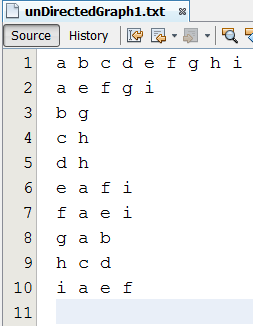 unDirectedGraph1.txt
Source History
1 a b c d e f g h i
2 a e f g i
3 b g
4 c h
5 d h
6 e a f i
7 f a e i
8 g a b
9 h c d
10 i a e f
11